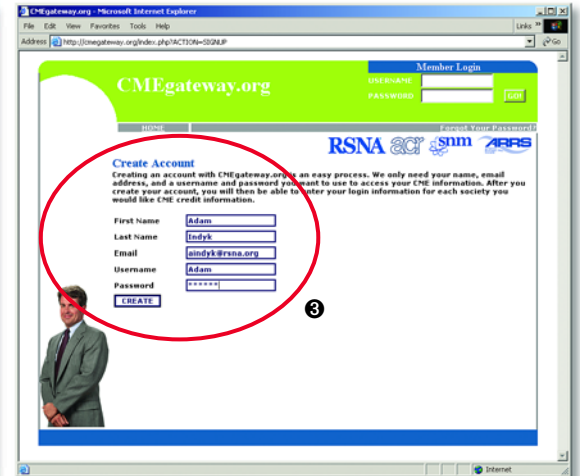 CMEgateway.org - Microsoft Internet Explorer
File Edit View Favorites Tools Help Links »
Address http://cmegateway.org/index.php?ACTION=SIGNUP Go
Member Login
CMEgateway.org
USERNAME
PASSWORD GO!
HOME Forgot Your Password?
RSNA ACR snm ARRS
Create Account
Creating an account with CMEgateway.org is an easy process. We only need your name, email
address, and a username and password you want to use to access your CME information. After you
create your account, you will then be able to enter your login information for each society you
would like CME credit information.
First Name Adam
Last Name Indyk
Email aindyk@rsna.org
Username Adam
Password ******
CREATE
3
Internet